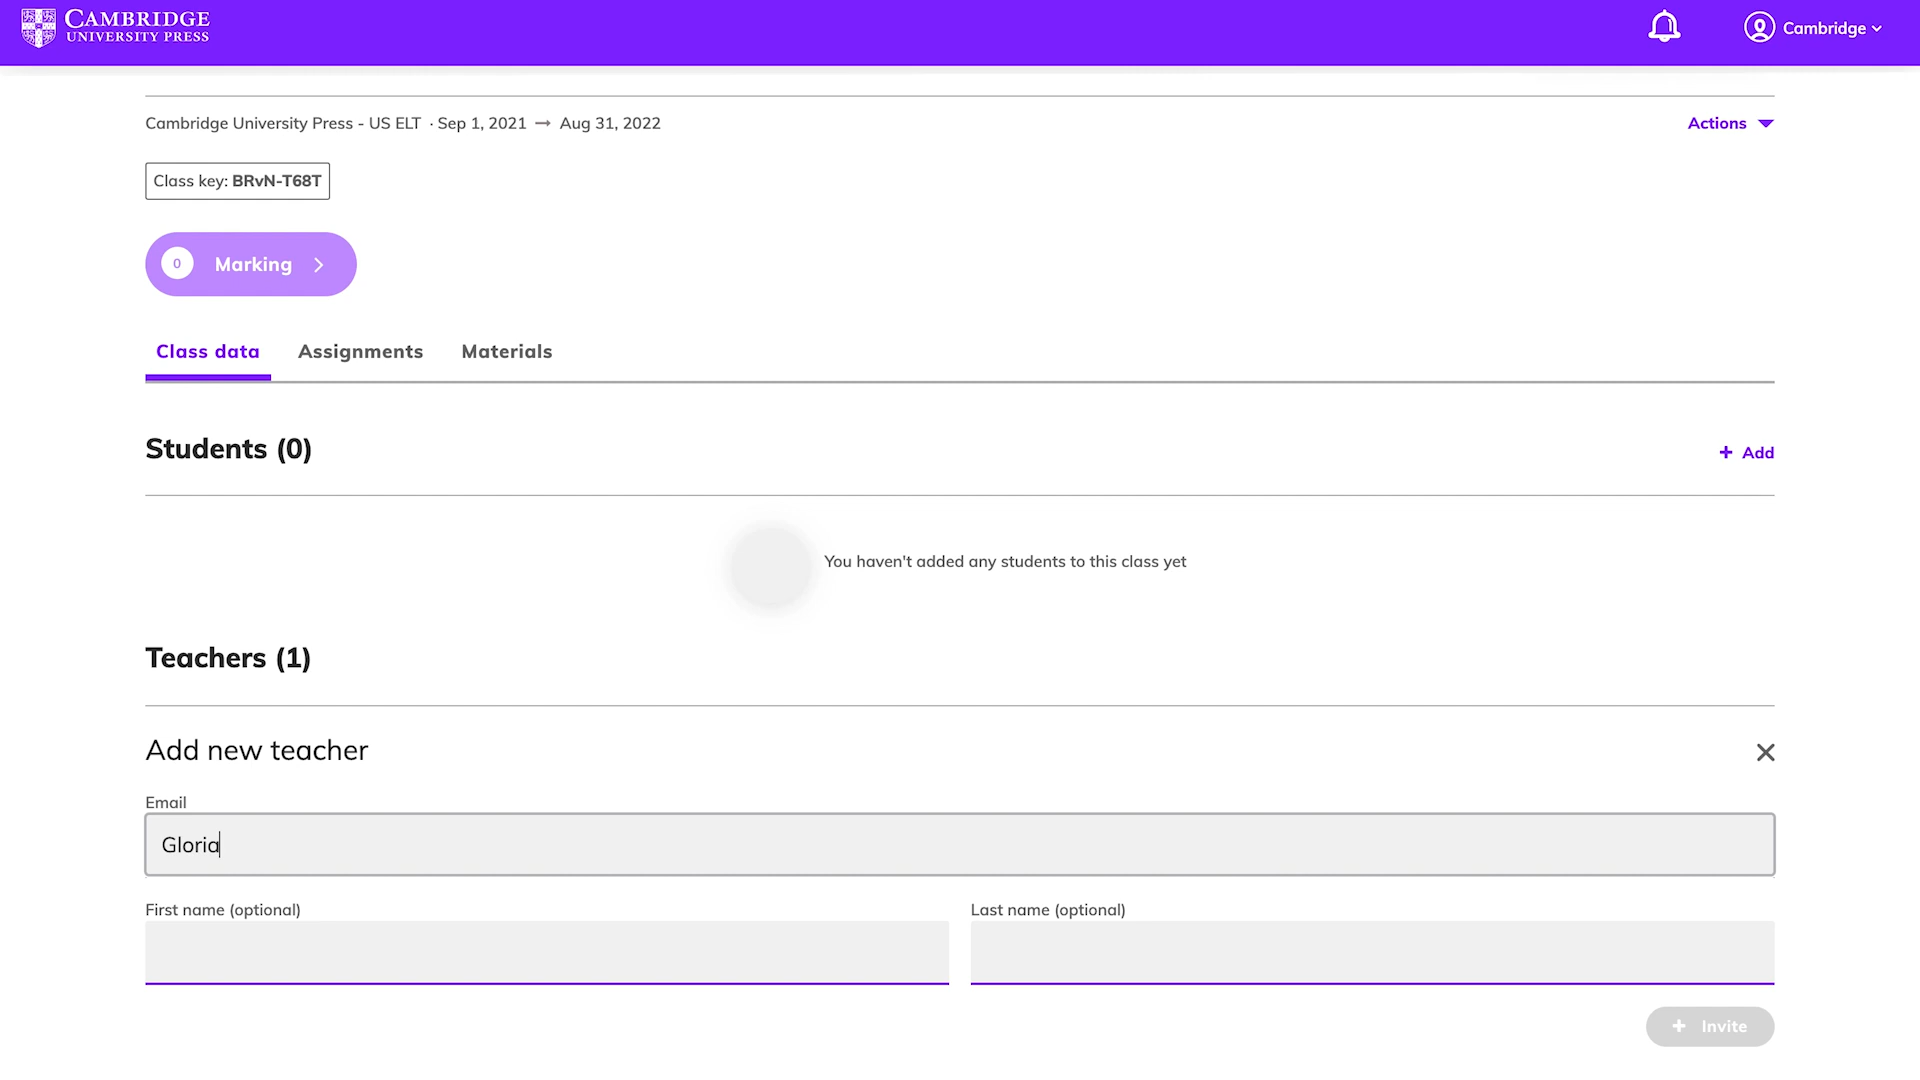 CAMBRIDGE
UNIVERSITY PRESS
Cambridge
Cambridge University Press - US ELT · Sep 1, 2021 → Aug 31, 2022
Actions
Class key: BRvN-T68T
0 Marking
Class data Assignments Materials
Students (0)
+ Add
You haven't added any students to this class yet
Teachers (1)
Add new teacher
Email
Gloria
First name (optional) Last name (optional)
+ Invite